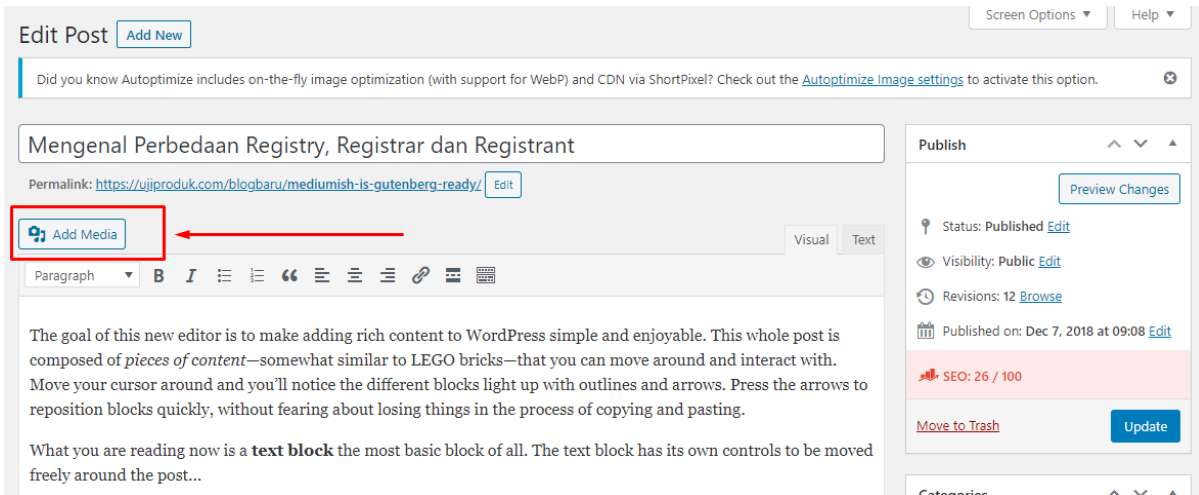 Screen Options ▼ Help ▼
Edit Post Add New
Did you know Autoptimize includes on-the-fly image optimization (with support for WebP) and CDN via ShortPixel? Check out the Autoptimize Image settings to activate this option.
Mengenal Perbedaan Registry, Registrar dan Registrant
Permalink: https://ujiproduk.com/blogbaru/mediumish-is-gutenberg-ready/ Edit
Add Media
Visual Text
Paragraph
The goal of this new editor is to make adding rich content to WordPress simple and enjoyable. This whole post is
composed of pieces of content—somewhat similar to LEGO bricks—that you can move around and interact with.
Move your cursor around and you’ll notice the different blocks light up with outlines and arrows. Press the arrows to
reposition blocks quickly, without fearing about losing things in the process of copying and pasting.
What you are reading now is a text block the most basic block of all. The text block has its own controls to be moved
freely around the post...
Publish
Preview Changes
Status: Published Edit
Visibility: Public Edit
Revisions: 12 Browse
Published on: Dec 7, 2018 at 09:08 Edit
SEO: 26 / 100
Move to Trash Update
Categories